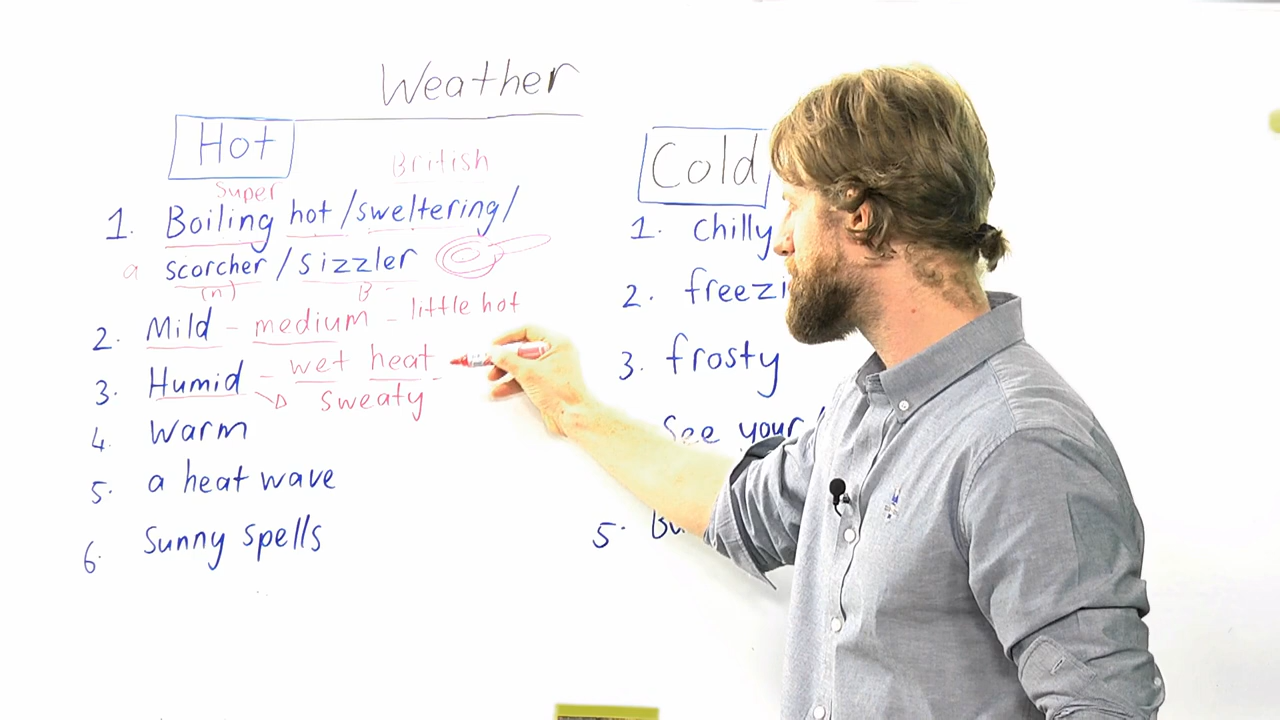 Weather
Hot
British
Super
1. Boiling hot / sweltering /
a scorcher / sizzler
(n) B
2. Mild - medium - little hot
3. Humid - wet heat -
sweaty
4. Warm
5. a heat wave
6. Sunny spells
Cold
1. Chilly
2.
3. frosty
See your
5.